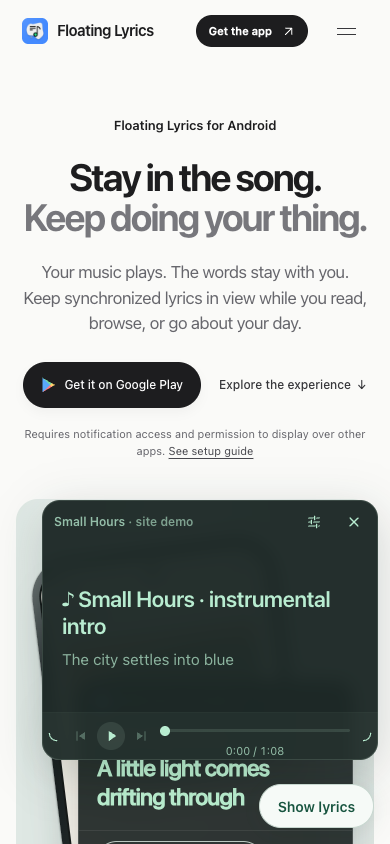 Floating Lyrics
Get the app ↗
Floating Lyrics for Android
Stay in the song.
Keep doing your thing.
Your music plays. The words stay with you.
Keep synchronized lyrics in view while you read,
browse, or go about your day.
Get it on Google Play
Explore the experience ↓
Requires notification access and permission to display over other
apps. See setup guide
Small Hours · site demo
♪ Small Hours · instrumental
intro
The city settles into blue
0:00 / 1:08
A little light comes
drifting through
Show lyrics